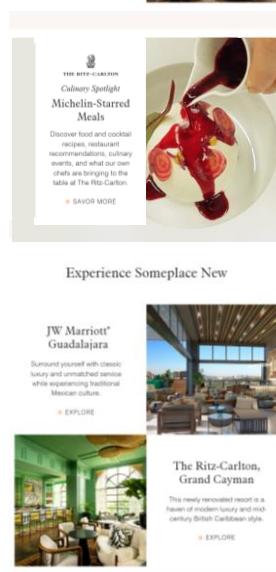 THE RITZ-CARLTON
Culinary Spotlight
Michelin-Starred
Meals
Discover food and cocktail
recipes, restaurant
recommendations, culinary
events, and what our own
chefs are bringing to the
table at The Ritz-Carlton.
SAVOR MORE
Experience Someplace New
JW Marriott®
Guadalajara
Surround yourself with classic
luxury and unmatched service
while experiencing traditional
Mexican culture.
EXPLORE
The Ritz-Carlton,
Grand Cayman
This newly renovated resort is a
haven of modern luxury and mid-
century British Caribbean style.
EXPLORE